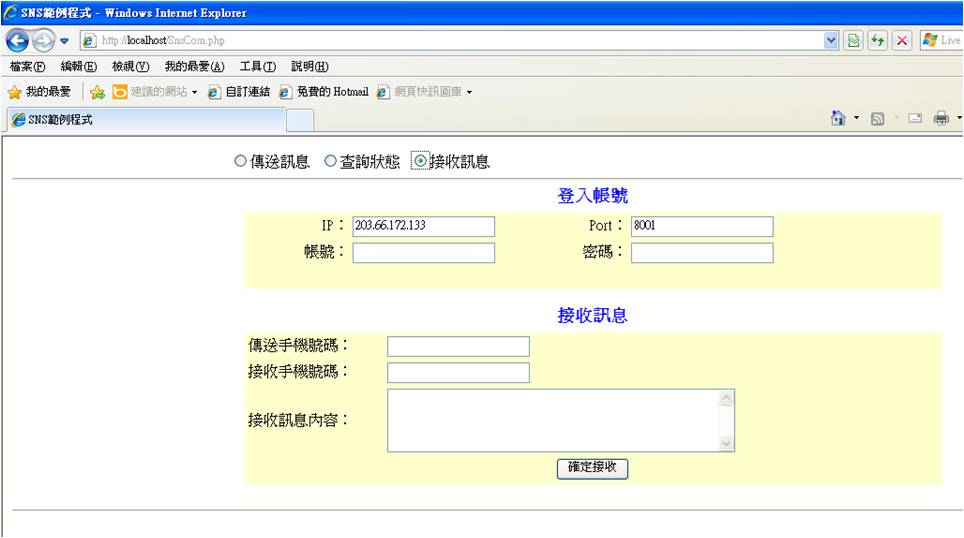 SNS範例程式 - Windows Internet Explorer
http://localhost/SnsCom.php
Live
檔案(F) 編輯(E) 檢視(V) 我的最愛(A) 工具(T) 說明(H)
我的最愛 建議的網站 自訂連結 免費的 Hotmail 網頁快訊圖庫
SNS範例程式
傳送訊息 查詢狀態 接收訊息
登入帳號
IP： 203.66.172.133 Port： 8001
帳號： 密碼：
接收訊息
傳送手機號碼：
接收手機號碼：
接收訊息內容：
確定接收